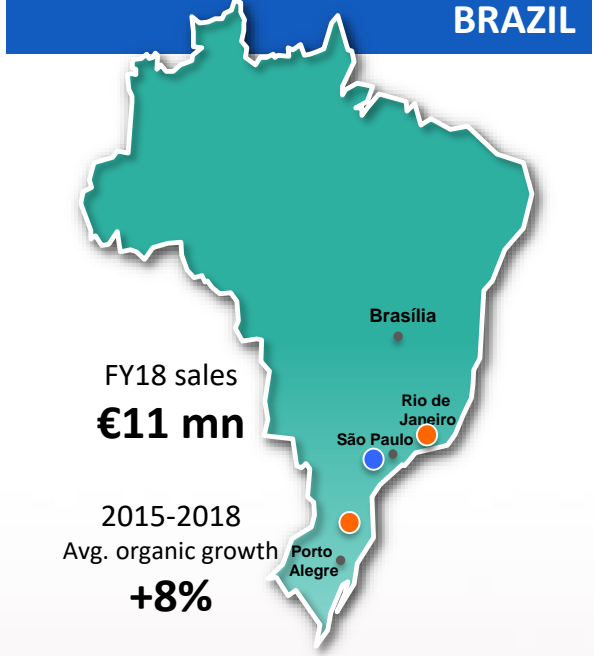 BRAZIL
Brasília
FY18 sales
€11 mn
Rio de
Janeiro
São Paulo
2015-2018
Avg. organic growth
+8%
Porto
Alegre